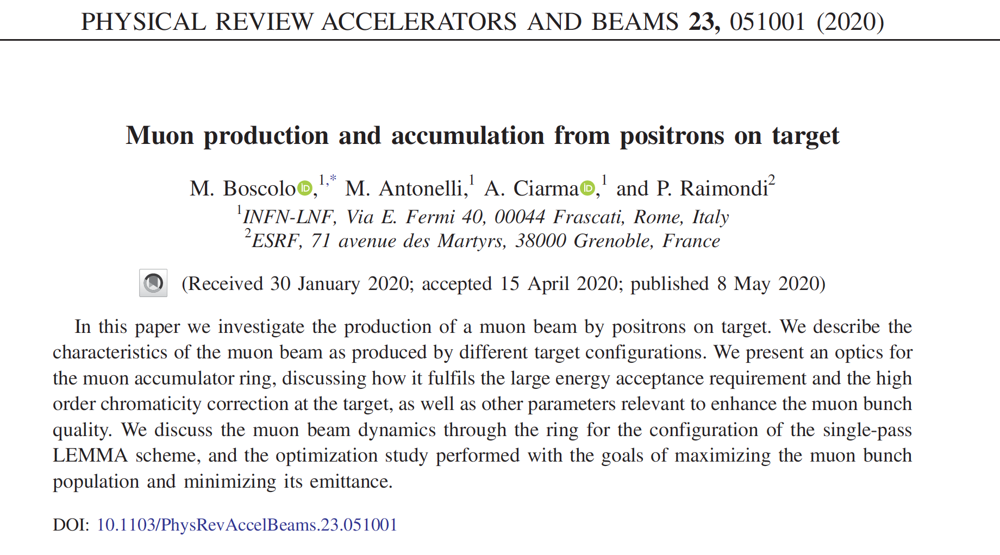 PHYSICAL REVIEW ACCELERATORS AND BEAMS 23, 051001 (2020)
Muon production and accumulation from positrons on target
M. Boscolo iD,1,* M. Antonelli,1 A. Ciarma iD,1 and P. Raimondi2
1INFN-LNF, Via E. Fermi 40, 00044 Frascati, Rome, Italy
2ESRF, 71 avenue des Martyrs, 38000 Grenoble, France
(Received 30 January 2020; accepted 15 April 2020; published 8 May 2020)
In this paper we investigate the production of a muon beam by positrons on target. We describe the
characteristics of the muon beam as produced by different target configurations. We present an optics for
the muon accumulator ring, discussing how it fulfils the large energy acceptance requirement and the high
order chromaticity correction at the target, as well as other parameters relevant to enhance the muon bunch
quality. We discuss the muon beam dynamics through the ring for the configuration of the single-pass
LEMMA scheme, and the optimization study performed with the goals of maximizing the muon bunch
population and minimizing its emittance.
DOI: 10.1103/PhysRevAccelBeams.23.051001